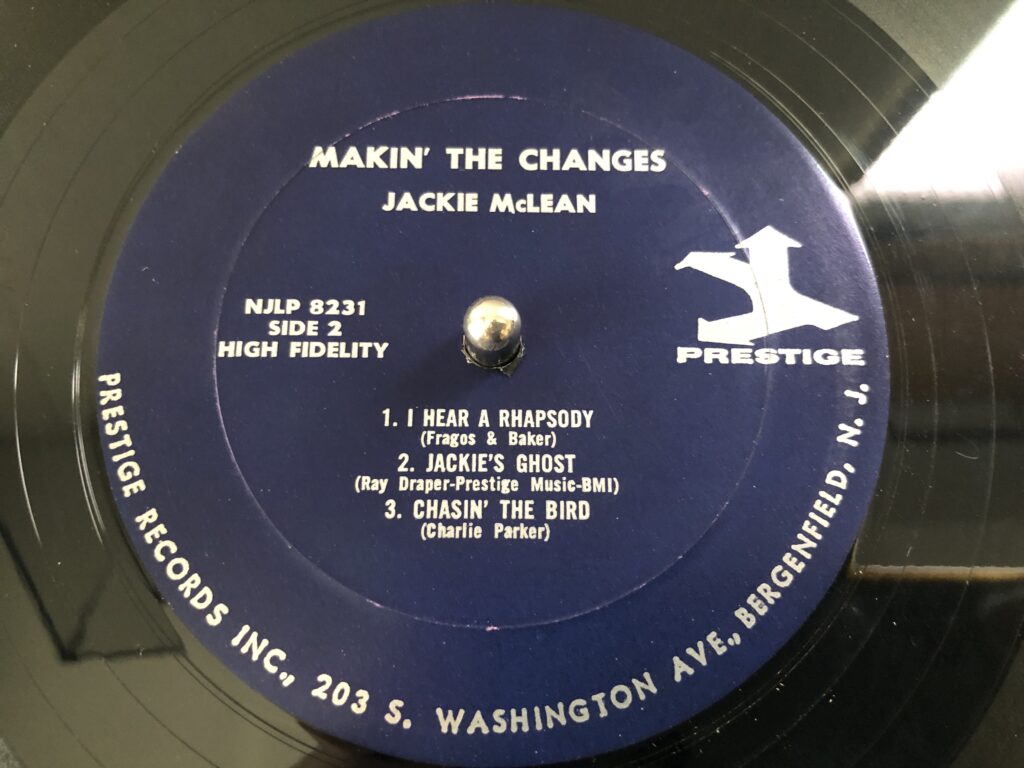 MAKIN' THE CHANGES
JACKIE McLEAN
NJLP 8231
SIDE 2
HIGH FIDELITY
PRESTIGE
1. I HEAR A RHAPSODY
(Fragos & Baker)
2. JACKIE'S GHOST
(Ray Draper-Prestige Music-BMI)
3. CHASIN' THE BIRD
(Charlie Parker)
PRESTIGE RECORDS INC., 203 S. WASHINGTON AVE., BERGENFIELD, N. J.